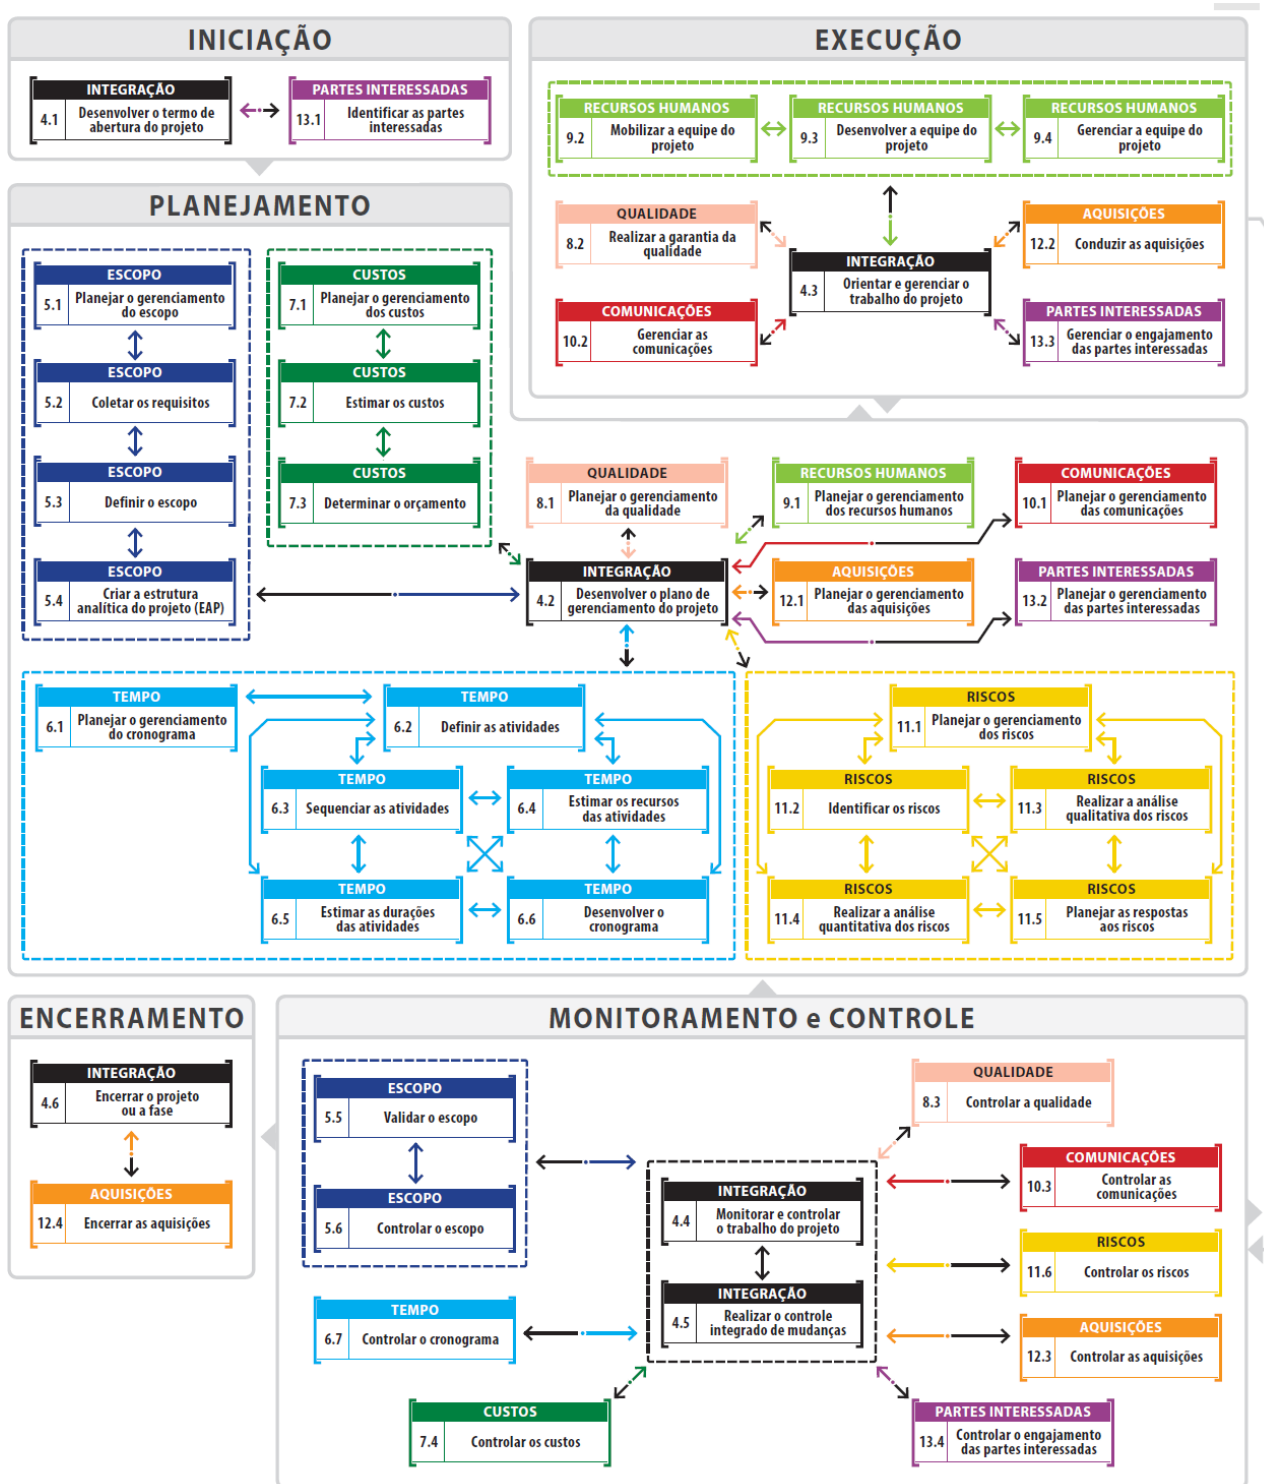 INICIAÇÃO
INTEGRAÇÃO
4.1
Desenvolver o termo de
abertura do projeto
PARTES INTERESSADAS
13.1
Identificar as partes
interessadas
EXECUÇÃO
RECURSOS HUMANOS
9.2
Mobilizar a equipe do
projeto
RECURSOS HUMANOS
9.3
Desenvolver a equipe do
projeto
RECURSOS HUMANOS
9.4
Gerenciar a equipe do
projeto
QUALIDADE
8.2
Realizar a garantia da
qualidade
AQUISIÇÕES
12.2
Conduzir as aquisições
INTEGRAÇÃO
4.3
Orientar e gerenciar o
trabalho do projeto
COMUNICAÇÕES
10.2
Gerenciar as
comunicações
PARTES INTERESSADAS
13.3
Gerenciar o engajamento
das partes interessadas
PLANEJAMENTO
ESCOPO
5.1
Planejar o gerenciamento
do escopo
ESCOPO
5.2
Coletar os requisitos
ESCOPO
5.3
Definir o escopo
ESCOPO
5.4
Criar a estrutura
analítica do projeto (EAP)
CUSTOS
7.1
Planejar o gerenciamento
dos custos
CUSTOS
7.2
Estimar os custos
CUSTOS
7.3
Determinar o orçamento
QUALIDADE
8.1
Planejar o gerenciamento
da qualidade
RECURSOS HUMANOS
9.1
Planejar o gerenciamento
dos recursos humanos
COMUNICAÇÕES
10.1
Planejar o gerenciamento
das comunicações
INTEGRAÇÃO
4.2
Desenvolver o plano de
gerenciamento do projeto
AQUISIÇÕES
12.1
Planejar o gerenciamento
das aquisições
PARTES INTERESSADAS
13.2
Planejar o gerenciamento
das partes interessadas
TEMPO
6.1
Planejar o gerenciamento
do cronograma
TEMPO
6.2
Definir as atividades
TEMPO
6.3
Sequenciar as atividades
TEMPO
6.4
Estimar os recursos
das atividades
TEMPO
6.5
Estimar as durações
das atividades
TEMPO
6.6
Desenvolver o
cronograma
RISCOS
11.1
Planejar o gerenciamento
dos riscos
RISCOS
11.2
Identificar os riscos
RISCOS
11.3
Realizar a análise
qualitativa dos riscos
RISCOS
11.4
Realizar a análise
quantitativa dos riscos
RISCOS
11.5
Planejar as respostas
aos riscos
ENCERRAMENTO
INTEGRAÇÃO
4.6
Encerrar o projeto
ou a fase
AQUISIÇÕES
12.4
Encerrar as aquisições
MONITORAMENTO e CONTROLE
ESCOPO
5.5
Validar o escopo
ESCOPO
5.6
Controlar o escopo
TEMPO
6.7
Controlar o cronograma
CUSTOS
7.4
Controlar os custos
INTEGRAÇÃO
4.4
Monitorar e controlar
o trabalho do projeto
INTEGRAÇÃO
4.5
Realizar o controle
integrado de mudanças
QUALIDADE
8.3
Controlar a qualidade
COMUNICAÇÕES
10.3
Controlar as
comunicações
RISCOS
11.6
Controlar os riscos
AQUISIÇÕES
12.3
Controlar as aquisições
PARTES INTERESSADAS
13.4
Controlar o engajamento
das partes interessadas